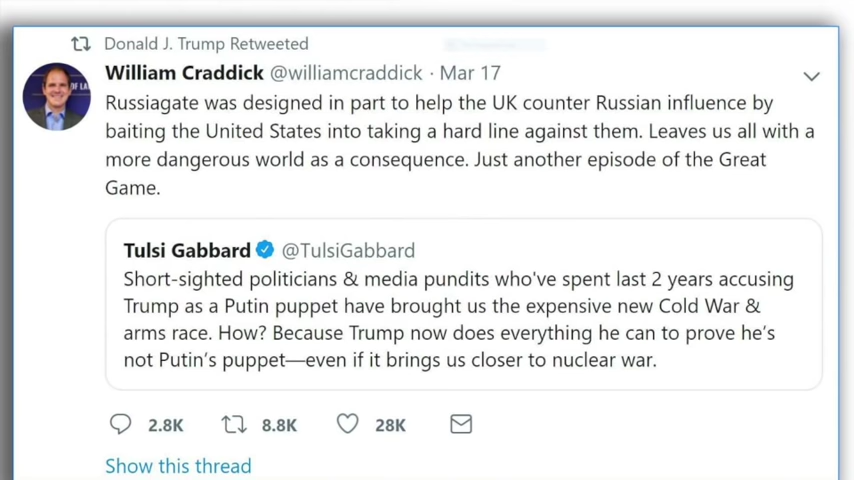 Donald J. Trump Retweeted
William Craddick @williamcraddick · Mar 17
Russiagate was designed in part to help the UK counter Russian influence by
baiting the United States into taking a hard line against them. Leaves us all with a
more dangerous world as a consequence. Just another episode of the Great
Game.
Tulsi Gabbard @TulsiGabbard
Short-sighted politicians & media pundits who've spent last 2 years accusing
Trump as a Putin puppet have brought us the expensive new Cold War &
arms race. How? Because Trump now does everything he can to prove he's
not Putin's puppet—even if it brings us closer to nuclear war.
2.8K 8.8K 28K
Show this thread